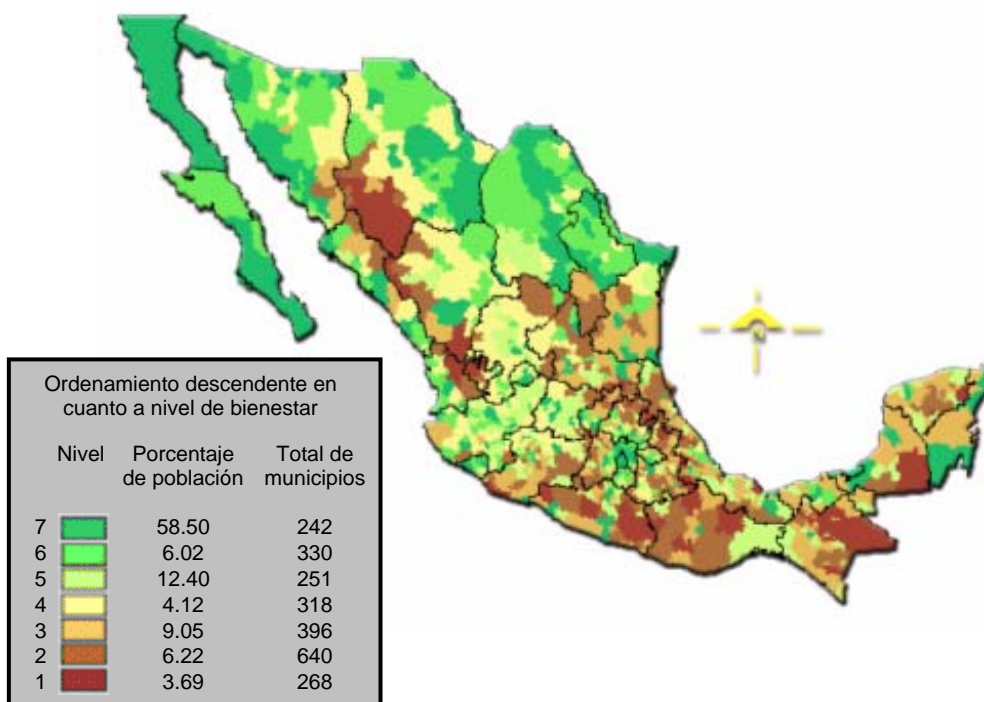 Ordenamiento descendente en
cuanto a nivel de bienestar
Nivel Porcentaje de población Total de municipios
7 58.50 242
6 6.02 330
5 12.40 251
4 4.12 318
3 9.05 396
2 6.22 640
1 3.69 268